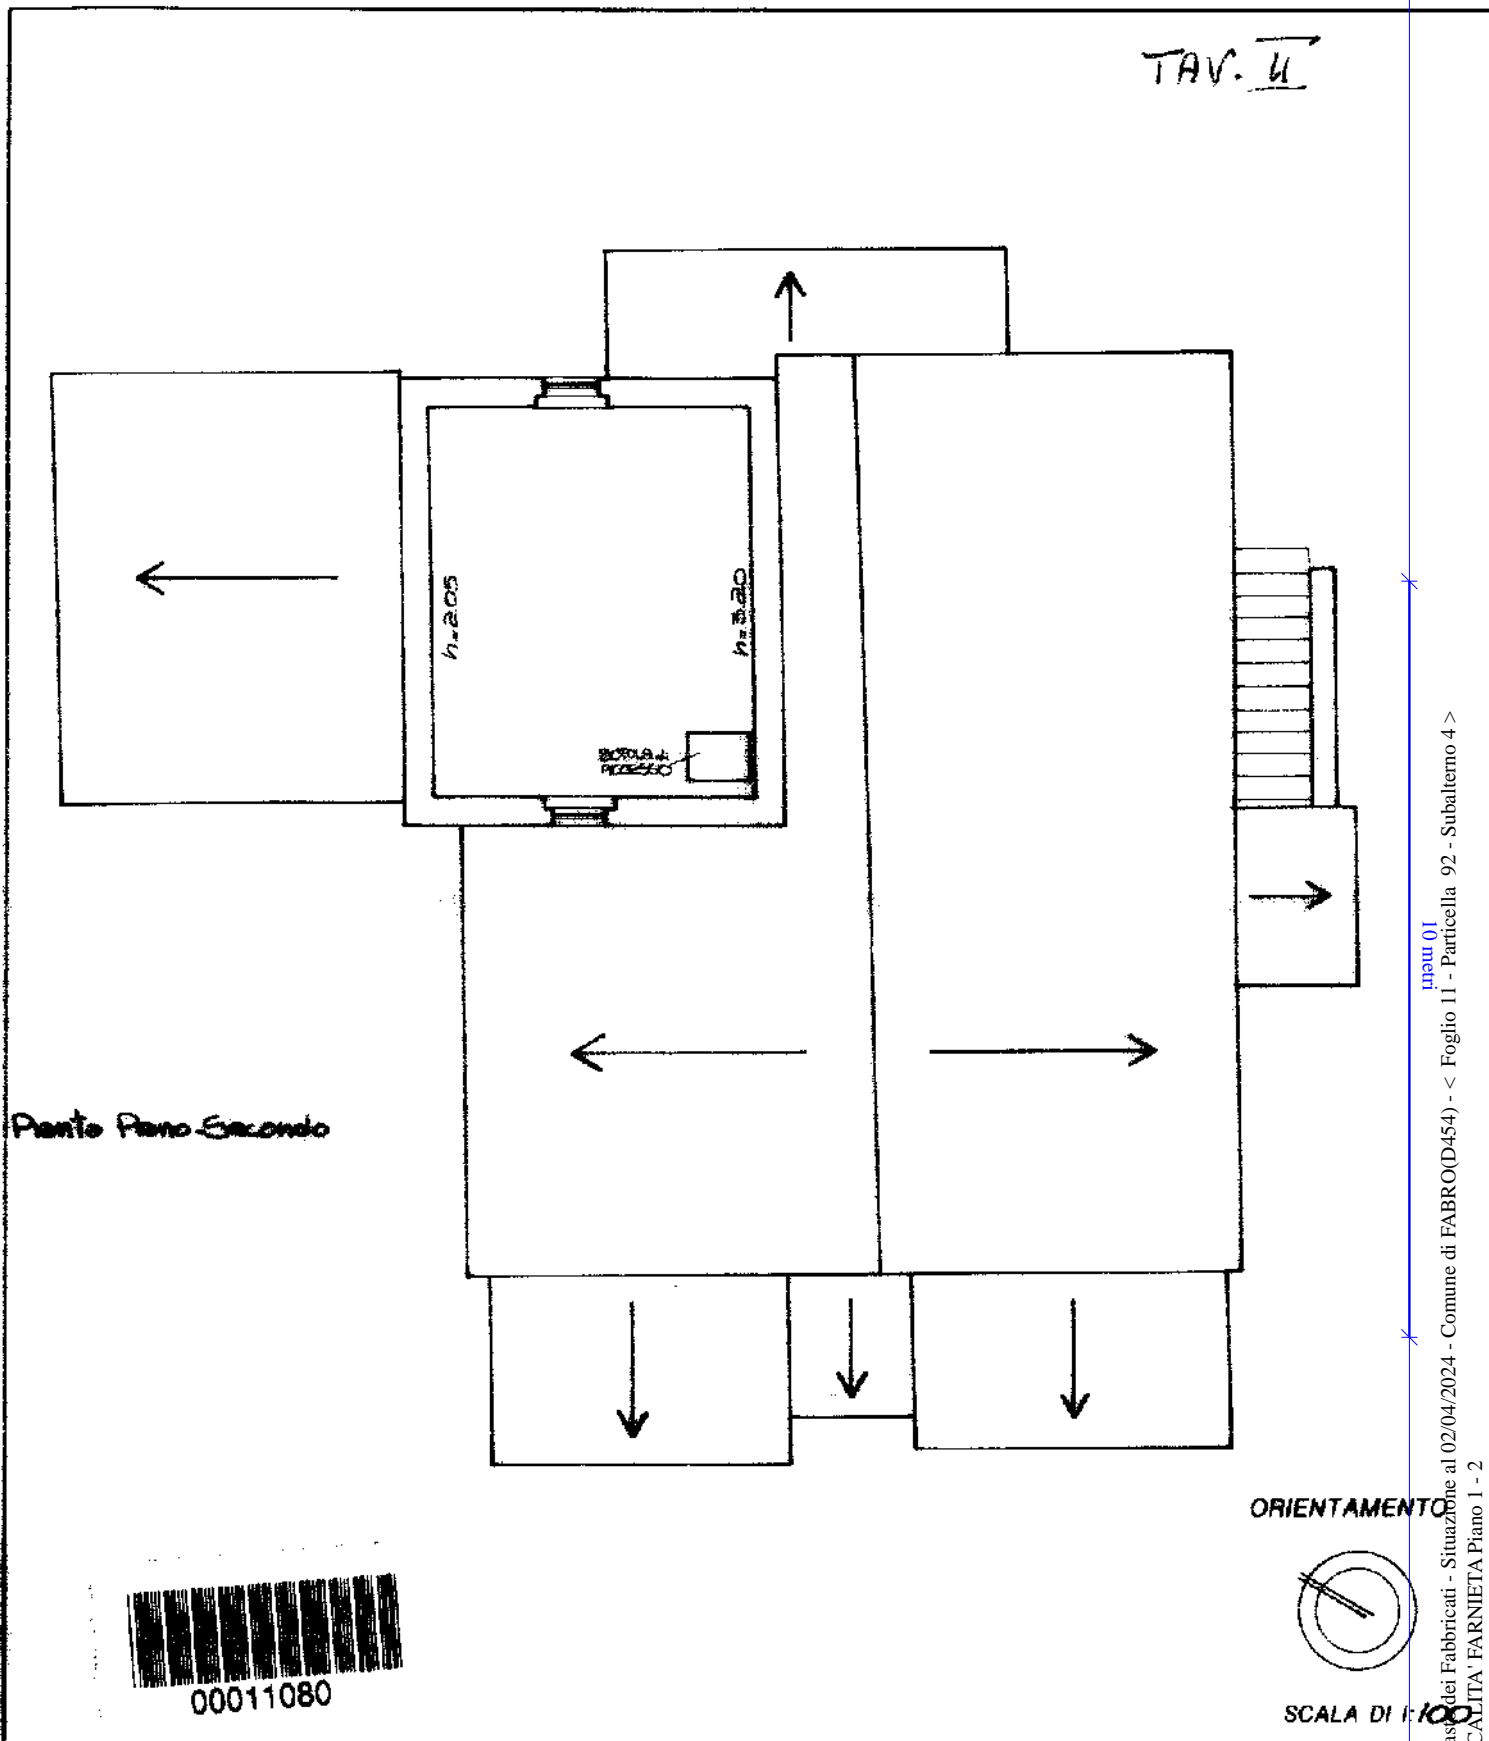 TAV. II
h=2.05
h=3.20
BOTOLA di
ACCESSO
Pianta Piano Secondo
10 metri
ORIENTAMENTO
SCALA DI 1:100
00011080
dei Fabbricati - Situazione al 02/04/2024 - Comune di FABRO(D454) - < Foglio 11 - Particella 92 - Subalterno 4 >
CALITA' FARNIETA Piano 1 - 2